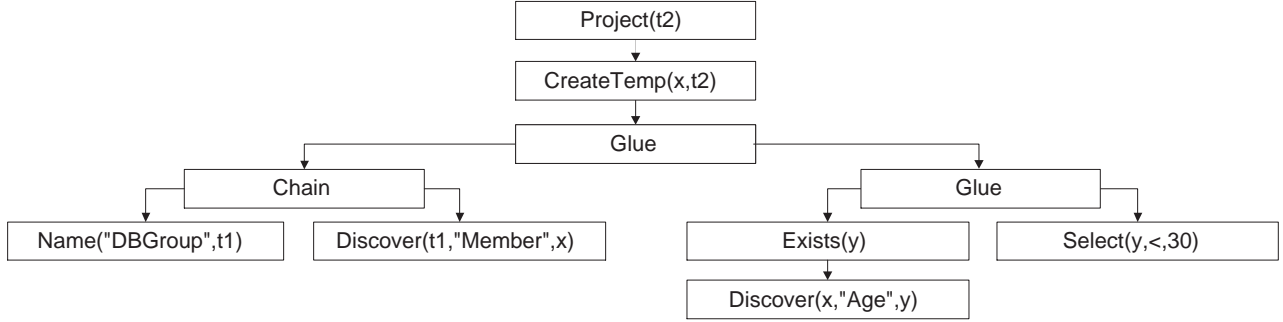 Project(t2)
CreateTemp(x,t2)
Glue
Chain
Glue
Name("DBGroup",t1)
Discover(t1,"Member",x)
Exists(y)
Select(y,<,30)
Discover(x,"Age",y)